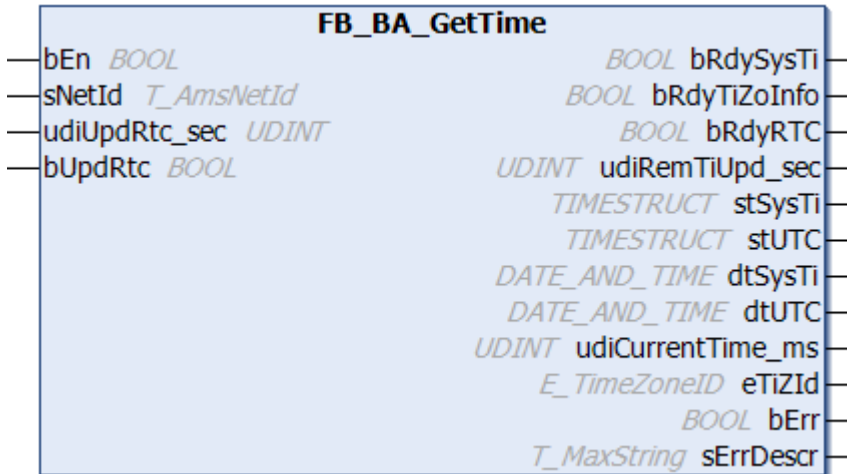 FB_BA_GetTime
bEn BOOL BOOL bRdySysTi
sNetId T_AmsNetId BOOL bRdyTiZoInfo
udiUpdRtc_sec UDINT BOOL bRdyRTC
bUpdRtc BOOL UDINT udiRemTiUpd_sec
TIMESTRUCT stSysTi
TIMESTRUCT stUTC
DATE_AND_TIME dtSysTi
DATE_AND_TIME dtUTC
UDINT udiCurrentTime_ms
E_TimeZoneID eTiZId
BOOL bErr
T_MaxString sErrDescr